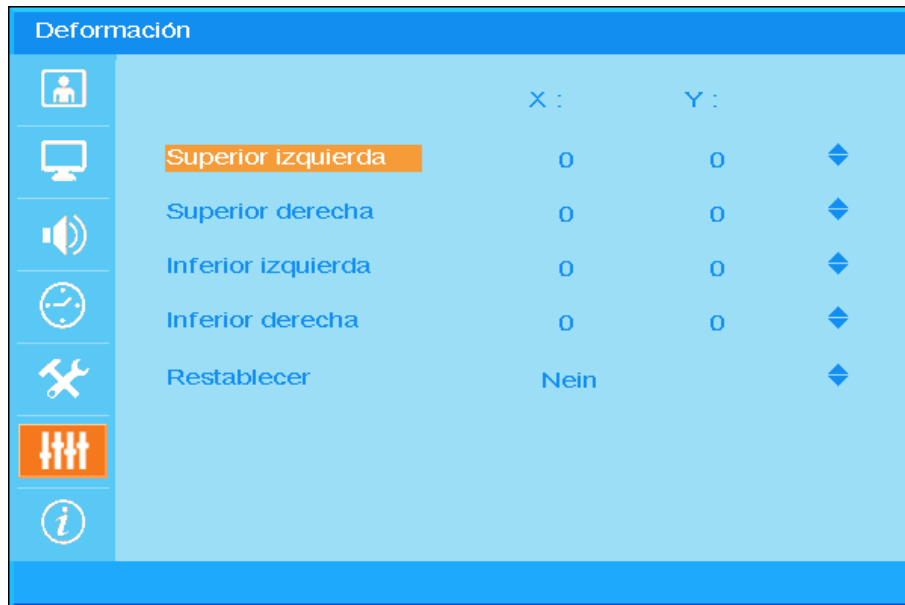 Deformación
X : Y :
Superior izquierda 0 0
Superior derecha 0 0
Inferior izquierda 0 0
Inferior derecha 0 0
Restablecer Nein